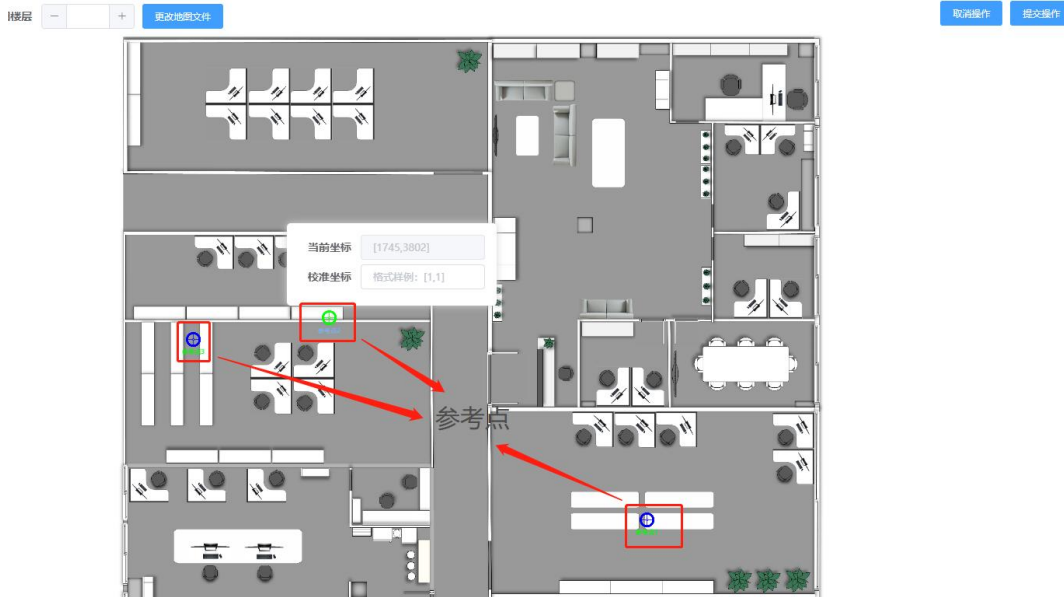 楼层
更改地图文件
取消操作
提交操作
当前坐标 [1745,3802]
校准坐标 格式样例：[1,1]
参考点